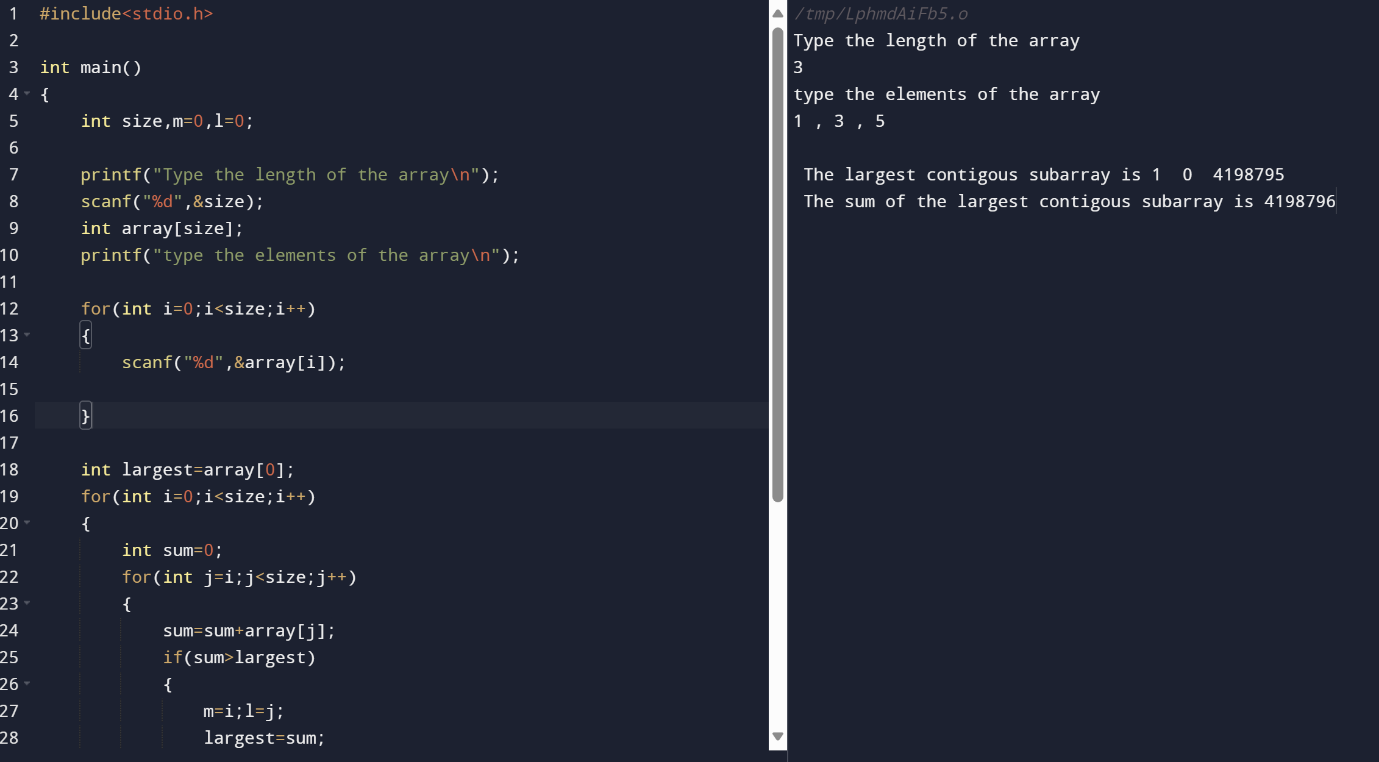 1 #include<stdio.h>
2
3 int main()
4 {
5 int size,m=0,l=0;
6
7 printf("Type the length of the array\n");
8 scanf("%d",&size);
9 int array[size];
10 printf("type the elements of the array\n");
11
12 for(int i=0;i<size;i++)
13 {
14 scanf("%d",&array[i]);
15
16 }
17
18 int largest=array[0];
19 for(int i=0;i<size;i++)
20 {
21 int sum=0;
22 for(int j=i;j<size;j++)
23 {
24 sum=sum+array[j];
25 if(sum>largest)
26 {
27 m=i;l=j;
28 largest=sum;
/tmp/LphmdAiFb5.o
Type the length of the array
3
type the elements of the array
1 , 3 , 5
The largest contigous subarray is 1  0  4198795
The sum of the largest contigous subarray is 4198796